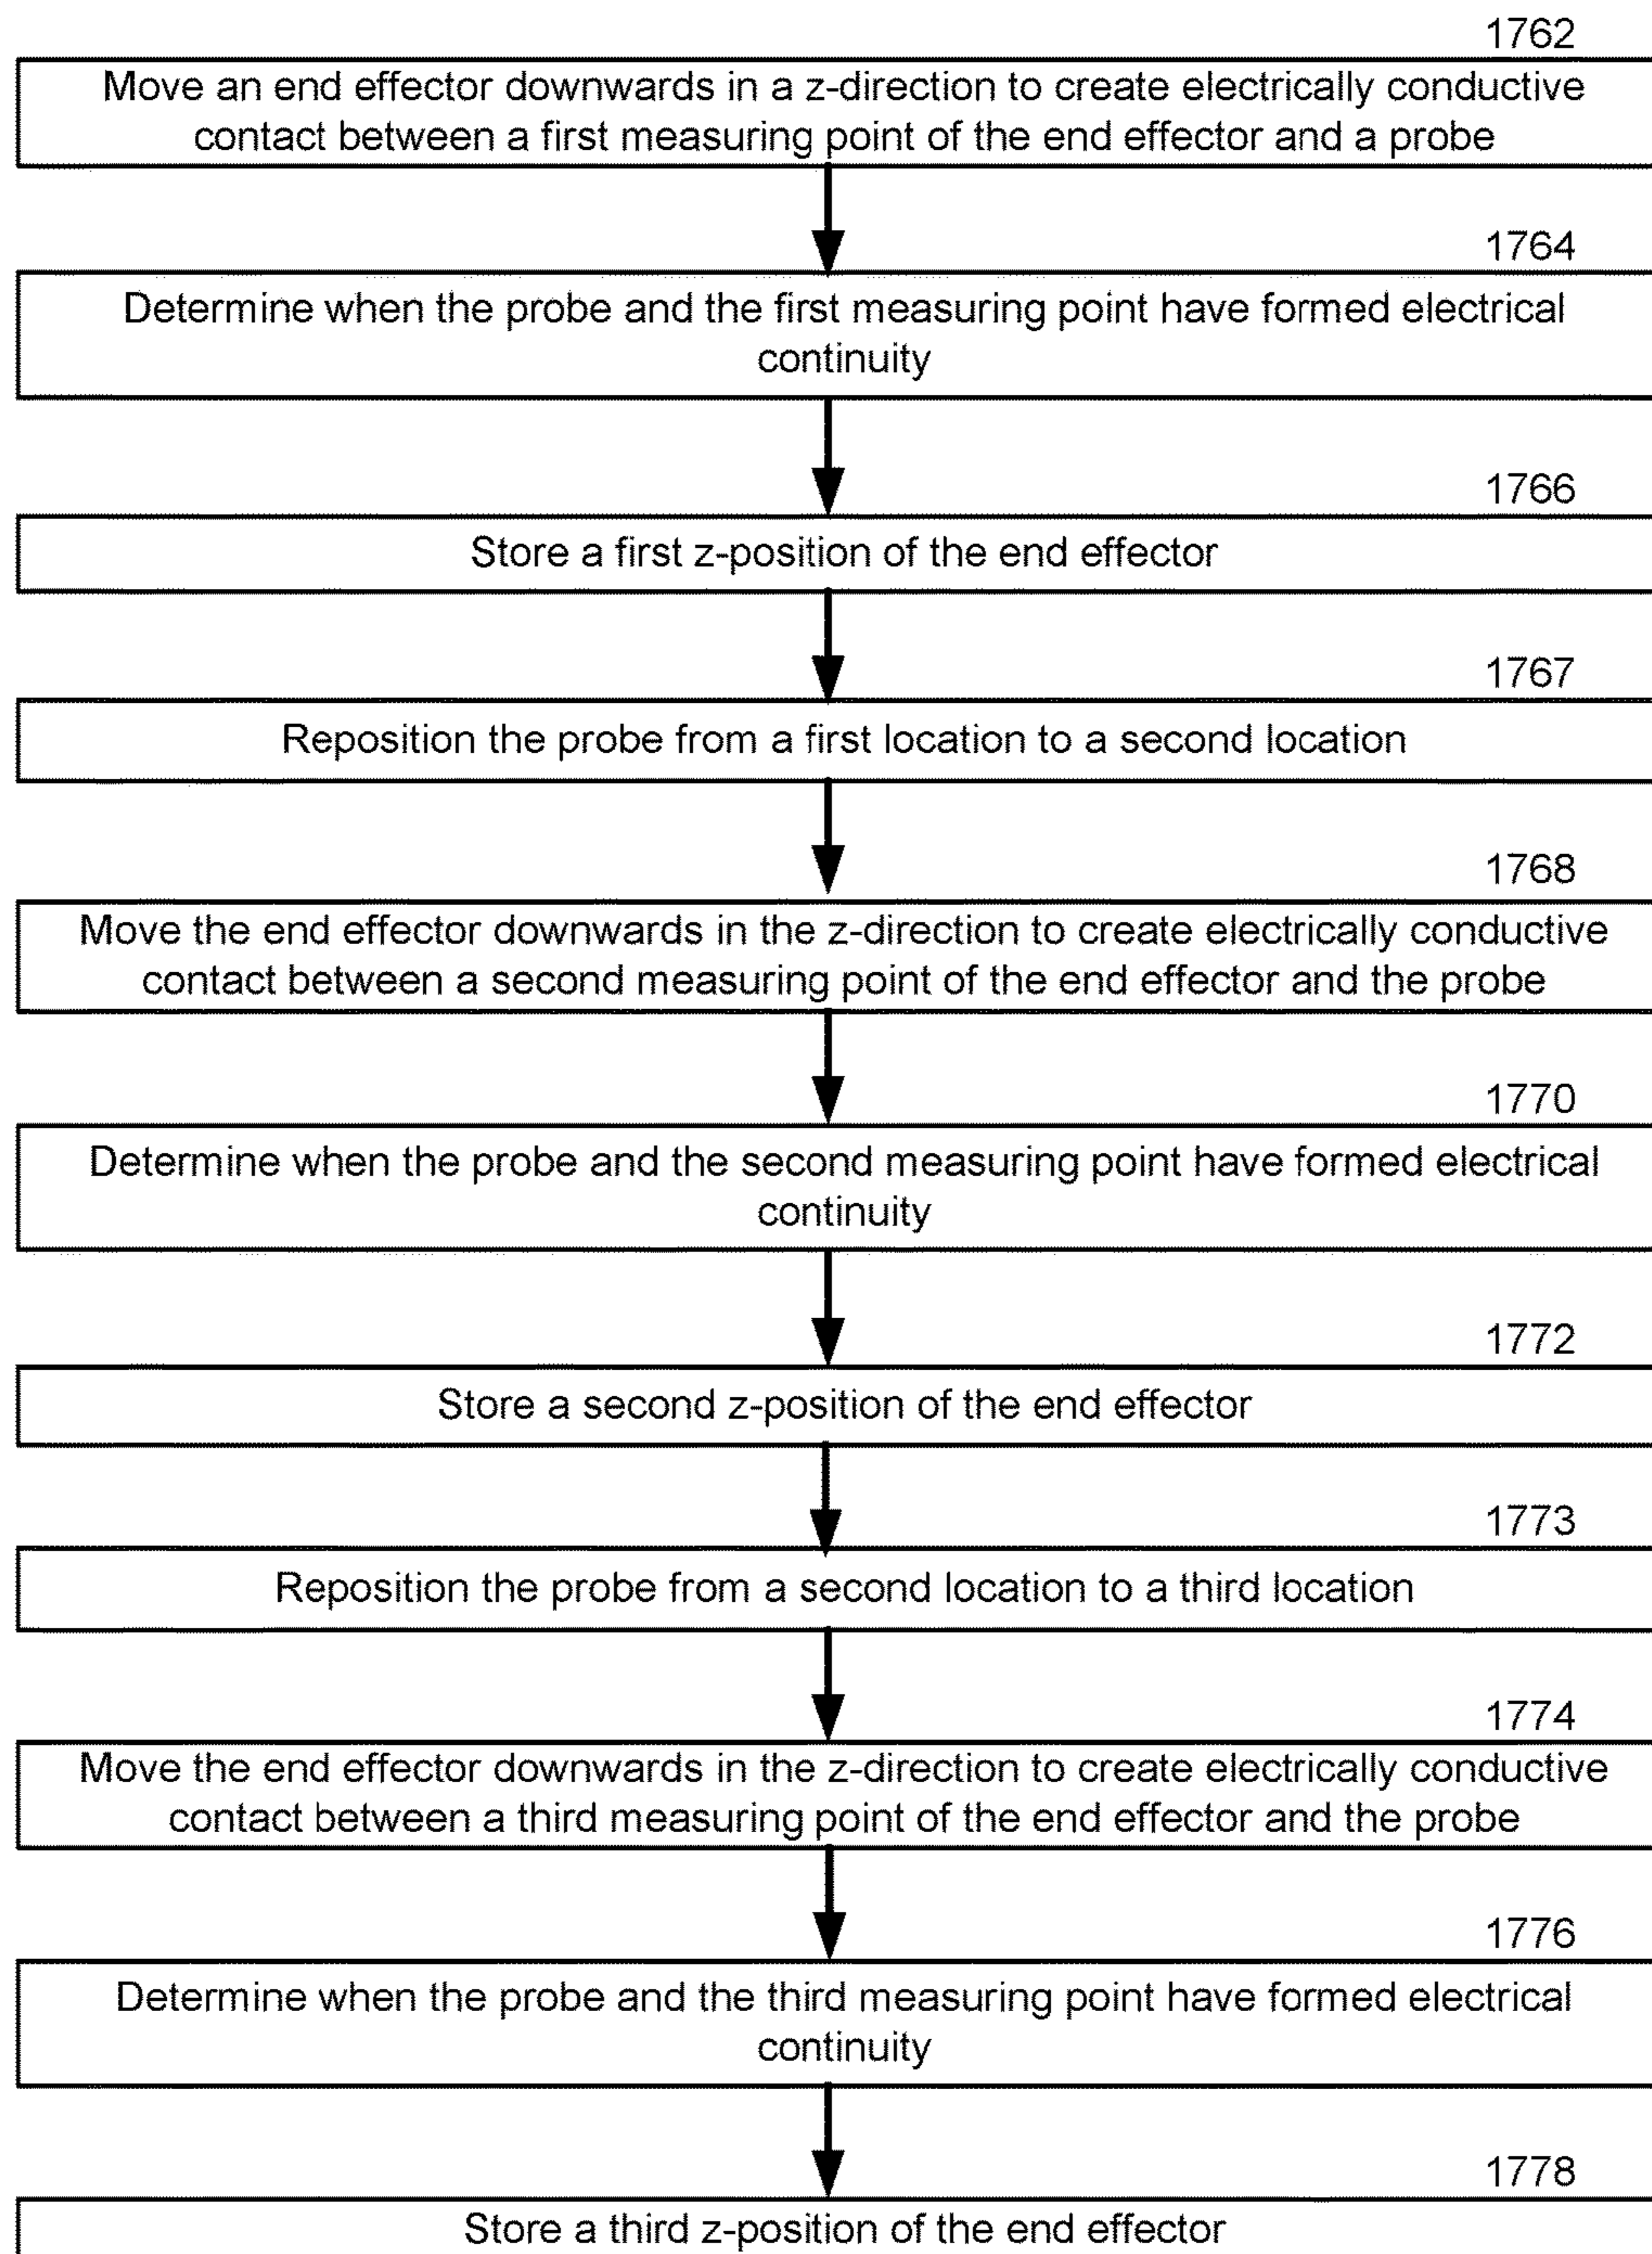 1762
Move an end effector downwards in a z-direction to create electrically conductive
contact between a first measuring point of the end effector and a probe
1764
Determine when the probe and the first measuring point have formed electrical
continuity
1766
Store a first z-position of the end effector
1767
Reposition the probe from a first location to a second location
1768
Move the end effector downwards in the z-direction to create electrically conductive
contact between a second measuring point of the end effector and the probe
1770
Determine when the probe and the second measuring point have formed electrical
continuity
1772
Store a second z-position of the end effector
1773
Reposition the probe from a second location to a third location
1774
Move the end effector downwards in the z-direction to create electrically conductive
contact between a third measuring point of the end effector and the probe
1776
Determine when the probe and the third measuring point have formed electrical
continuity
1778
Store a third z-position of the end effector